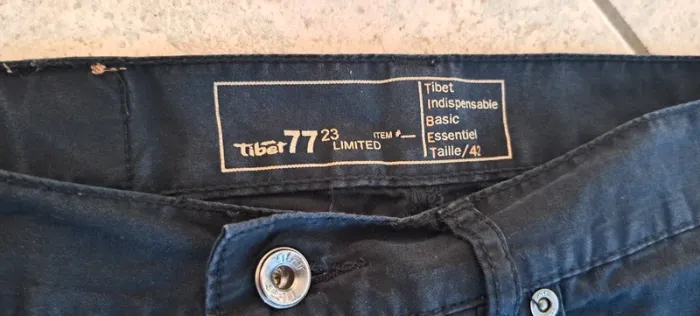 Tibet 77 23 LIMITED ITEM #—
Tibet
Indispensable
Basic
Essentiel
Taille/42